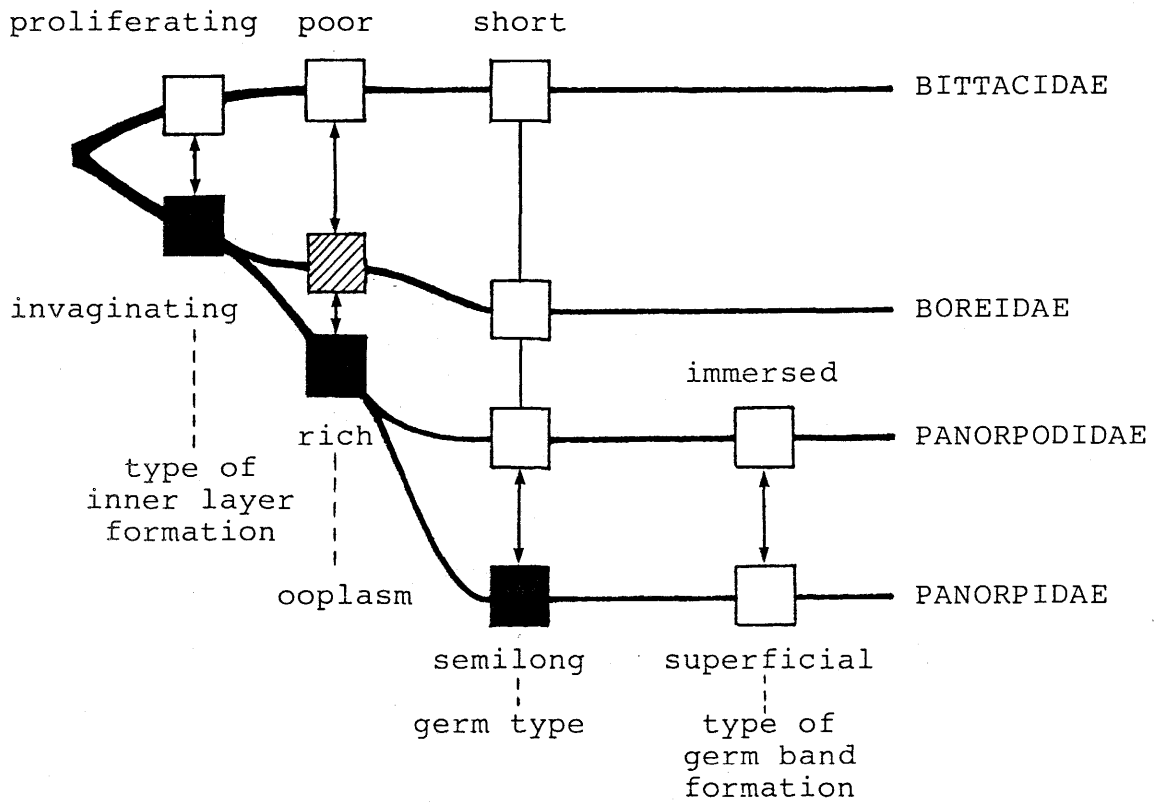 proliferating poor short
BITTACIDAE
invaginating
BOREIDAE
immersed
rich
PANORPODIDAE
type of
inner layer
formation
ooplasm
PANORPIDAE
semilong superficial
germ type
type of
germ band
formation